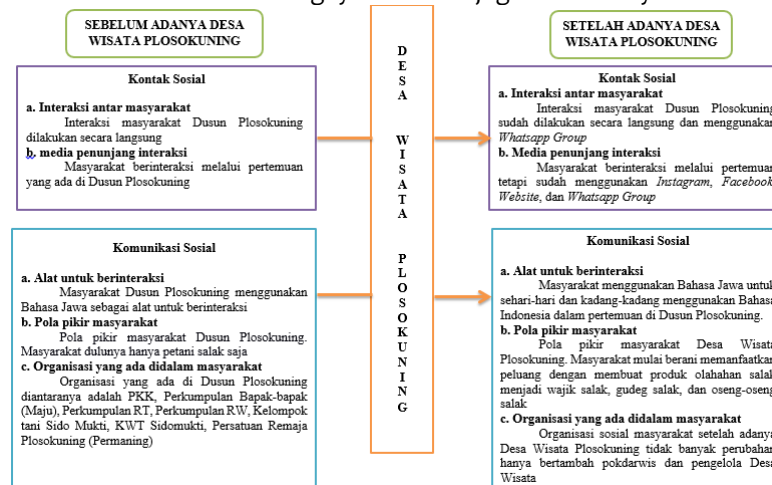 SEBELUM ADANYA DESA
WISATA PLOSOKUNING
Kontak Sosial
a. Interaksi antar masyarakat
Interaksi masyarakat Dusun Plosokuning
dilakukan secara langsung
b. media penunjang interaksi
Masyarakat berinteraksi melalui pertemuan
yang ada di Dusun Plosokuning
Komunikasi Sosial
a. Alat untuk berinteraksi
Masyarakat Dusun Plosokuning menggunakan
Bahasa Jawa sebagai alat untuk berinteraksi
b. Pola pikir masyarakat
Pola pikir masyarakat Dusun Plosokuning.
Masyarakat dulunya hanya petani salak saja
c. Organisasi yang ada didalam masyarakat
Organisasi yang ada di Dusun Plosokuning
diantaranya adalah PKK, Perkumpulan Bapak-bapak
(Maju), Perkumpulan RT, Perkumpulan RW, Kelompok
tani Sido Mukti, KWT Sidomukti, Persatuan Remaja
Plosokuning (Permaning)
D
E
S
A
W
I
S
A
T
A
P
L
O
S
O
K
U
N
I
N
G
SETELAH ADANYA DESA
WISATA PLOSOKUNING
Kontak Sosial
a. Interaksi antar masyarakat
Interaksi masyarakat Dusun Plosokuning
sudah dilakukan secara langsung dan menggunakan
Whatsapp Group
b. Media penunjang interaksi
Masyarakat berinteraksi melalui pertemuan
tetapi sudah menggunakan Instagram, Facebook
Website, dan Whatsapp Group
Komunikasi Sosial
a. Alat untuk berinteraksi
Masyarakat menggunakan Bahasa Jawa untuk
sehari-hari dan kadang-kadang menggunakan Bahasa
Indonesia dalam pertemuan di Dusun Plosokuning.
b. Pola pikir masyarakat
Pola pikir masyarakat Desa Wisata
Plosokuning. Masyarakat mulai berani memanfaatkan
peluang dengan membuat produk olahahan salak
menjadi wajik salak, gudeg salak, dan oseng-oseng
salak
c. Organisasi yang ada didalam masyarakat
Organisasi sosial masyarakat setelah adanya
Desa Wisata Plosokuning tidak banyak perubahan
hanya bertambah pokdarwis dan pengelola Desa
Wisata